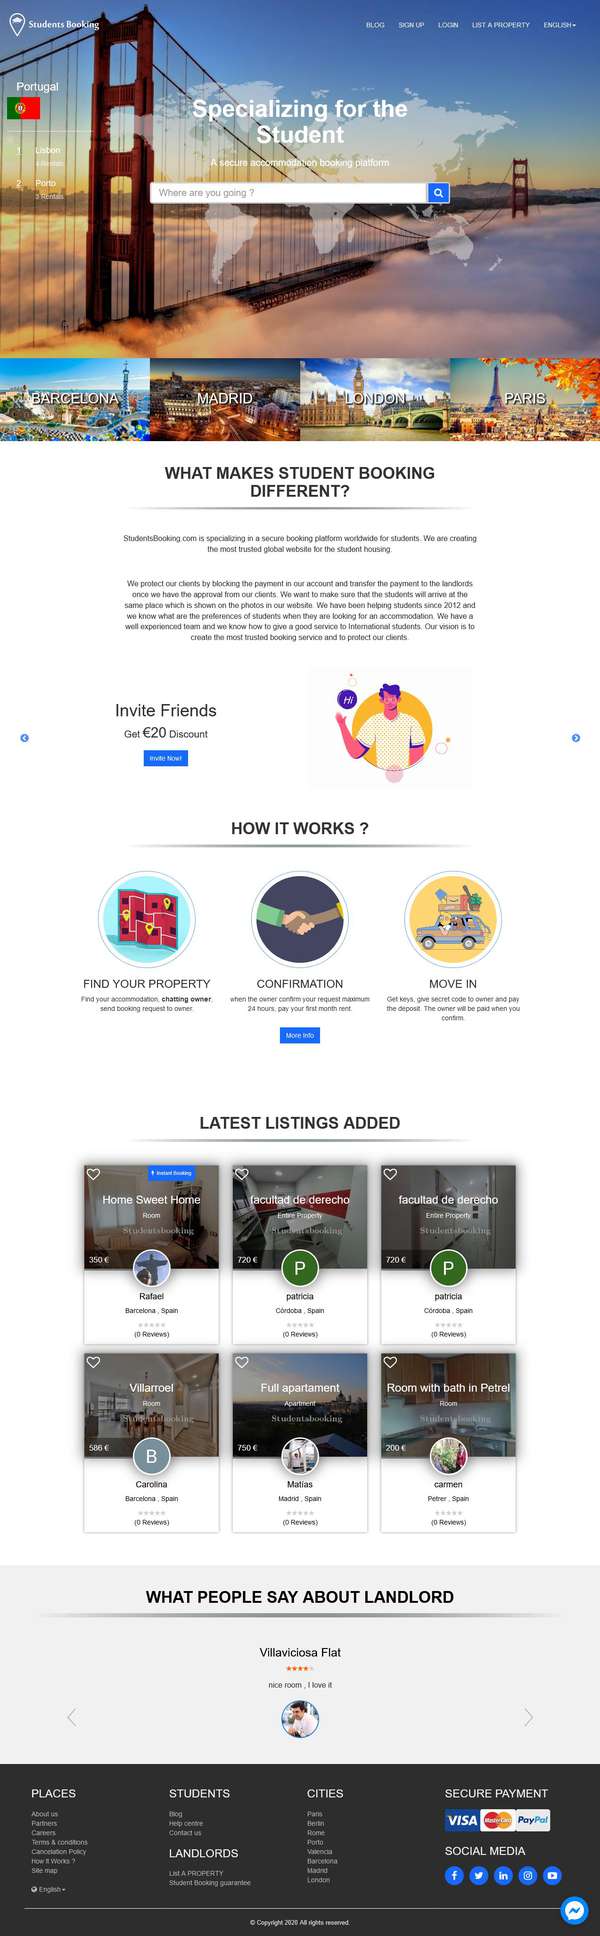 Students Booking
BLOG SIGN UP LOGIN LIST A PROPERTY ENGLISH
Portugal
1 Lisbon
4 Rentals
2 Porto
3 Rentals
Specializing for the
Student
A secure accommodation booking platform
Where are you going ?
BARCELONA MADRID LONDON PARIS
WHAT MAKES STUDENT BOOKING
DIFFERENT?
StudentsBooking.com is specializing in a secure booking platform worldwide for students. We are creating
the most trusted global website for the student housing.
We protect our clients by blocking the payment in our account and transfer the payment to the landlords
once we have the approval from our clients. We want to make sure that the students will arrive at the
same place which is shown on the photos in our website. We have been helping students since 2012 and
we know what are the preferences of students when they are looking for an accommodation. We have a
well experienced team and we know how to give a good service to International students. Our vision is to
create the most trusted booking service and to protect our clients.
Invite Friends
Get €20 Discount
Invite Now!
Hi
HOW IT WORKS ?
FIND YOUR PROPERTY
Find your accommodation, chatting owner,
send booking request to owner.
CONFIRMATION
when the owner confirm your request maximum
24 hours, pay your first month rent.
MOVE IN
Get keys, give secret code to owner and pay
the deposit. The owner will be paid when you
confirm.
More Info
LATEST LISTINGS ADDED
Instant Booking
Home Sweet Home
Room
Studentsbooking
350 €
Rafael
Barcelona , Spain
(0 Reviews)
facultad de derecho
Entire Property
Studentsbooking
720 €
P
patricia
Córdoba , Spain
(0 Reviews)
facultad de derecho
Entire Property
Studentsbooking
720 €
P
patricia
Córdoba , Spain
(0 Reviews)
Villarroel
Room
Studentsbooking
586 €
B
Carolina
Barcelona , Spain
(0 Reviews)
Full apartament
Apartment
Studentsbooking
750 €
Matías
Madrid , Spain
(0 Reviews)
Room with bath in Petrel
Room
Studentsbooking
200 €
carmen
Petrer , Spain
(0 Reviews)
WHAT PEOPLE SAY ABOUT LANDLORD
Villaviciosa Flat
nice room , I love it
PLACES
About us
Partners
Careers
Terms & conditions
Cancelation Policy
How It Works ?
Site map
English
STUDENTS
Blog
Help centre
Contact us
LANDLORDS
List A PROPERTY
Student Booking guarantee
CITIES
Paris
Berlin
Rome
Porto
Valencia
Barcelona
Madrid
London
SECURE PAYMENT
VISA MasterCard PayPal
SOCIAL MEDIA
© Copyright 2020 All rights reserved.